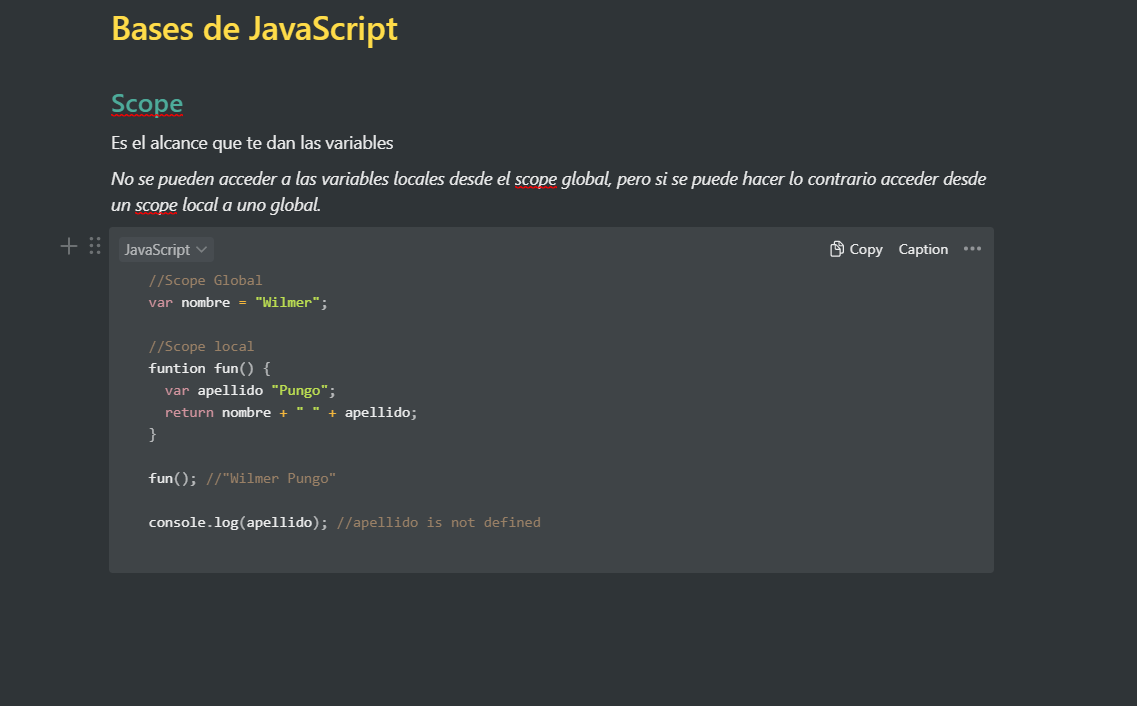 Bases de JavaScript
Scope
Es el alcance que te dan las variables
No se pueden acceder a las variables locales desde el scope global, pero si se puede hacer lo contrario acceder desde
un scope local a uno global.
JavaScript
Copy Caption
//Scope Global
var nombre = "Wilmer";
//Scope local
funtion fun() {
var apellido "Pungo";
return nombre + " " + apellido;
}
fun(); //"Wilmer Pungo"
console.log(apellido); //apellido is not defined